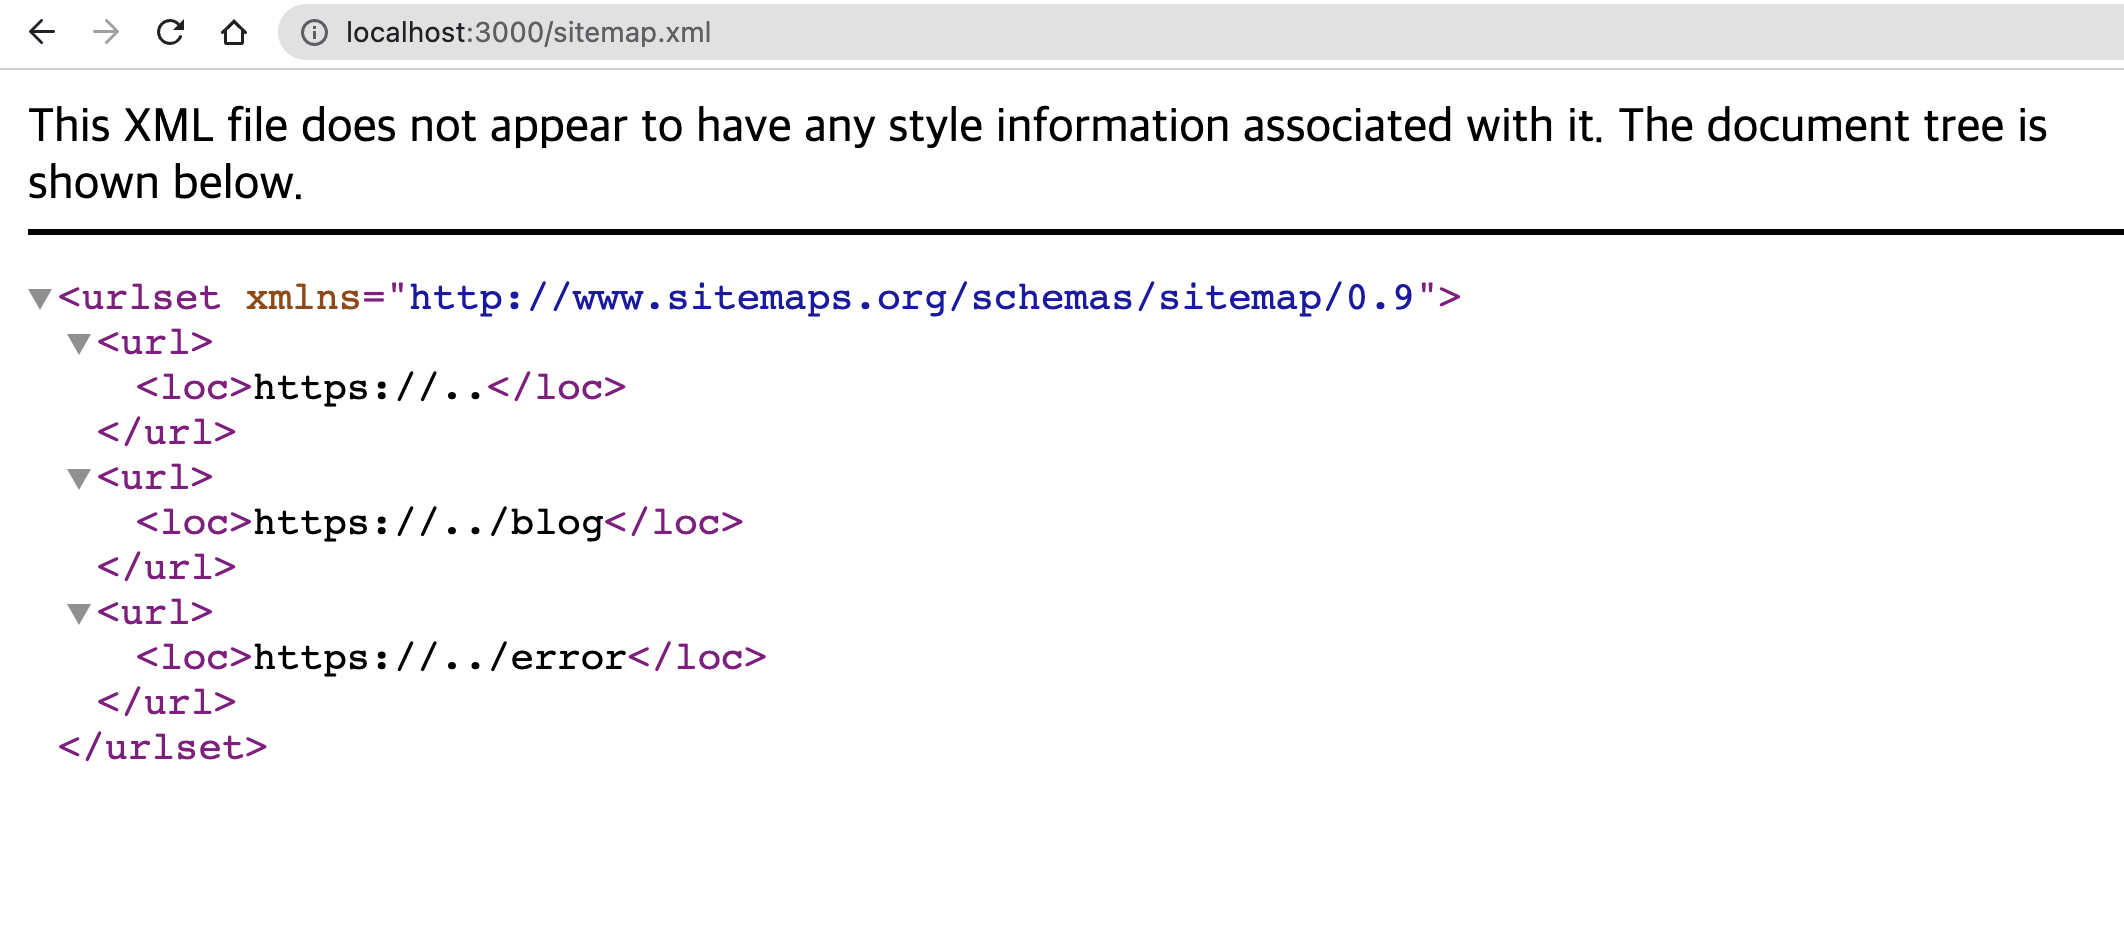 localhost:3000/sitemap.xml
This XML file does not appear to have any style information associated with it. The document tree is
shown below.
<urlset xmlns="http://www.sitemaps.org/schemas/sitemap/0.9">
<url>
<loc>https://..</loc>
</url>
<url>
<loc>https://../blog</loc>
</url>
<url>
<loc>https://../error</loc>
</url>
</urlset>